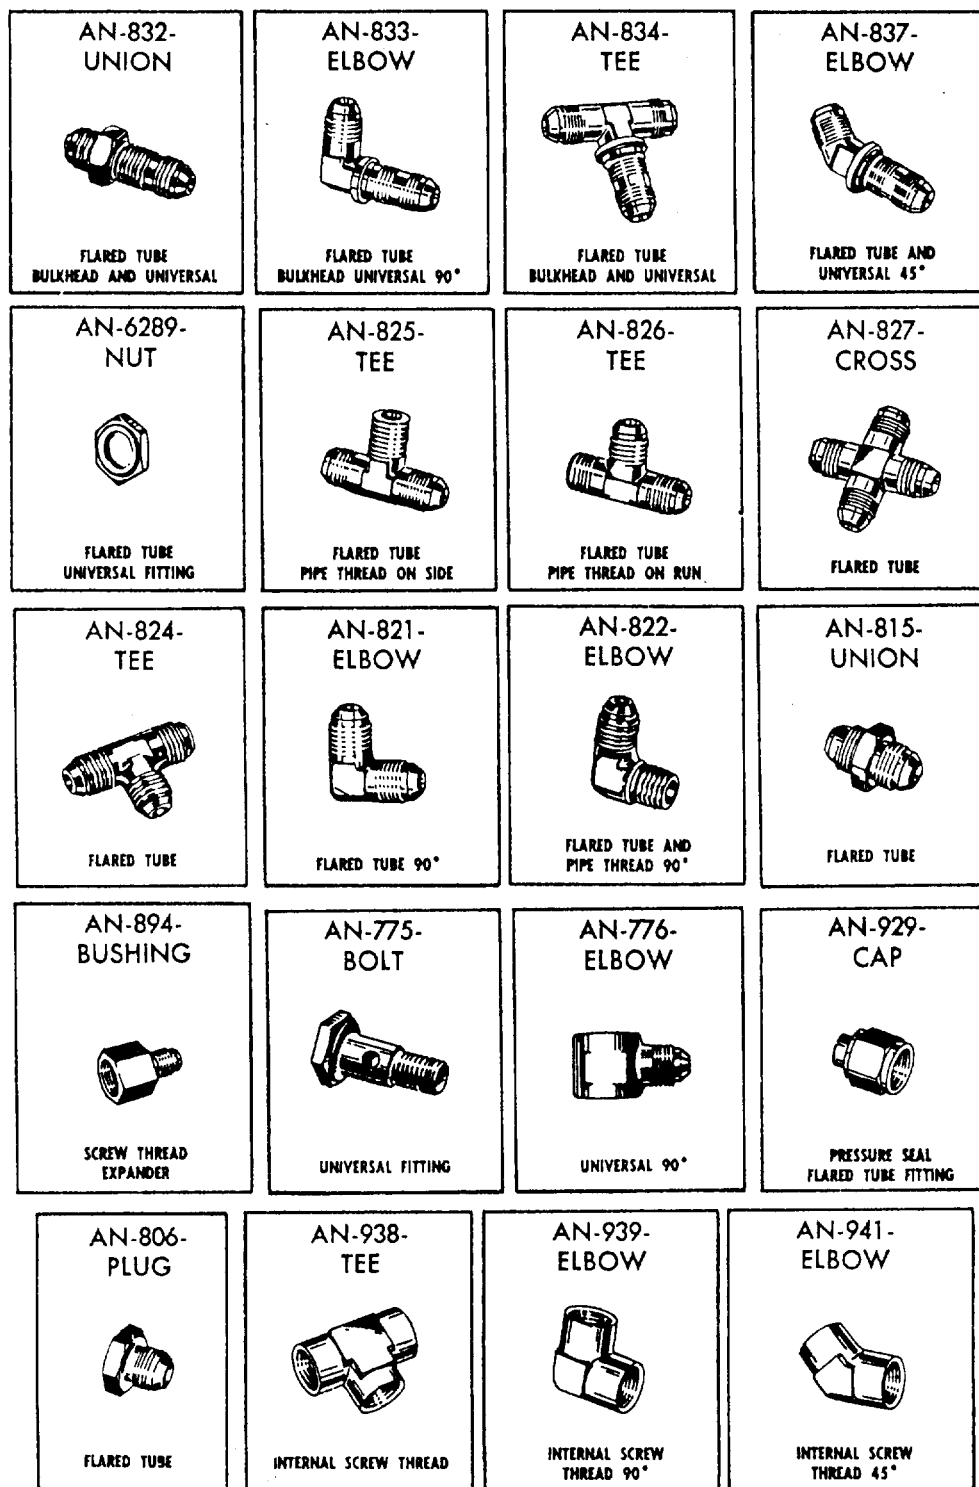 AN-832-
UNION
FLARED TUBE
BULKHEAD AND UNIVERSAL
AN-833-
ELBOW
FLARED TUBE
BULKHEAD UNIVERSAL 90°
AN-834-
TEE
FLARED TUBE
BULKHEAD AND UNIVERSAL
AN-837-
ELBOW
FLARED TUBE AND
UNIVERSAL 45°
AN-6289-
NUT
FLARED TUBE
UNIVERSAL FITTING
AN-825-
TEE
FLARED TUBE
PIPE THREAD ON SIDE
AN-826-
TEE
FLARED TUBE
PIPE THREAD ON RUN
AN-827-
CROSS
FLARED TUBE
AN-824-
TEE
FLARED TUBE
AN-821-
ELBOW
FLARED TUBE 90°
AN-822-
ELBOW
FLARED TUBE AND
PIPE THREAD 90°
AN-815-
UNION
FLARED TUBE
AN-894-
BUSHING
SCREW THREAD
EXPANDER
AN-775-
BOLT
UNIVERSAL FITTING
AN-776-
ELBOW
UNIVERSAL 90°
AN-929-
CAP
PRESSURE SEAL
FLARED TUBE FITTING
AN-806-
PLUG
FLARED TUBE
AN-938-
TEE
INTERNAL SCREW THREAD
AN-939-
ELBOW
INTERNAL SCREW
THREAD 90°
AN-941-
ELBOW
INTERNAL SCREW
THREAD 45°